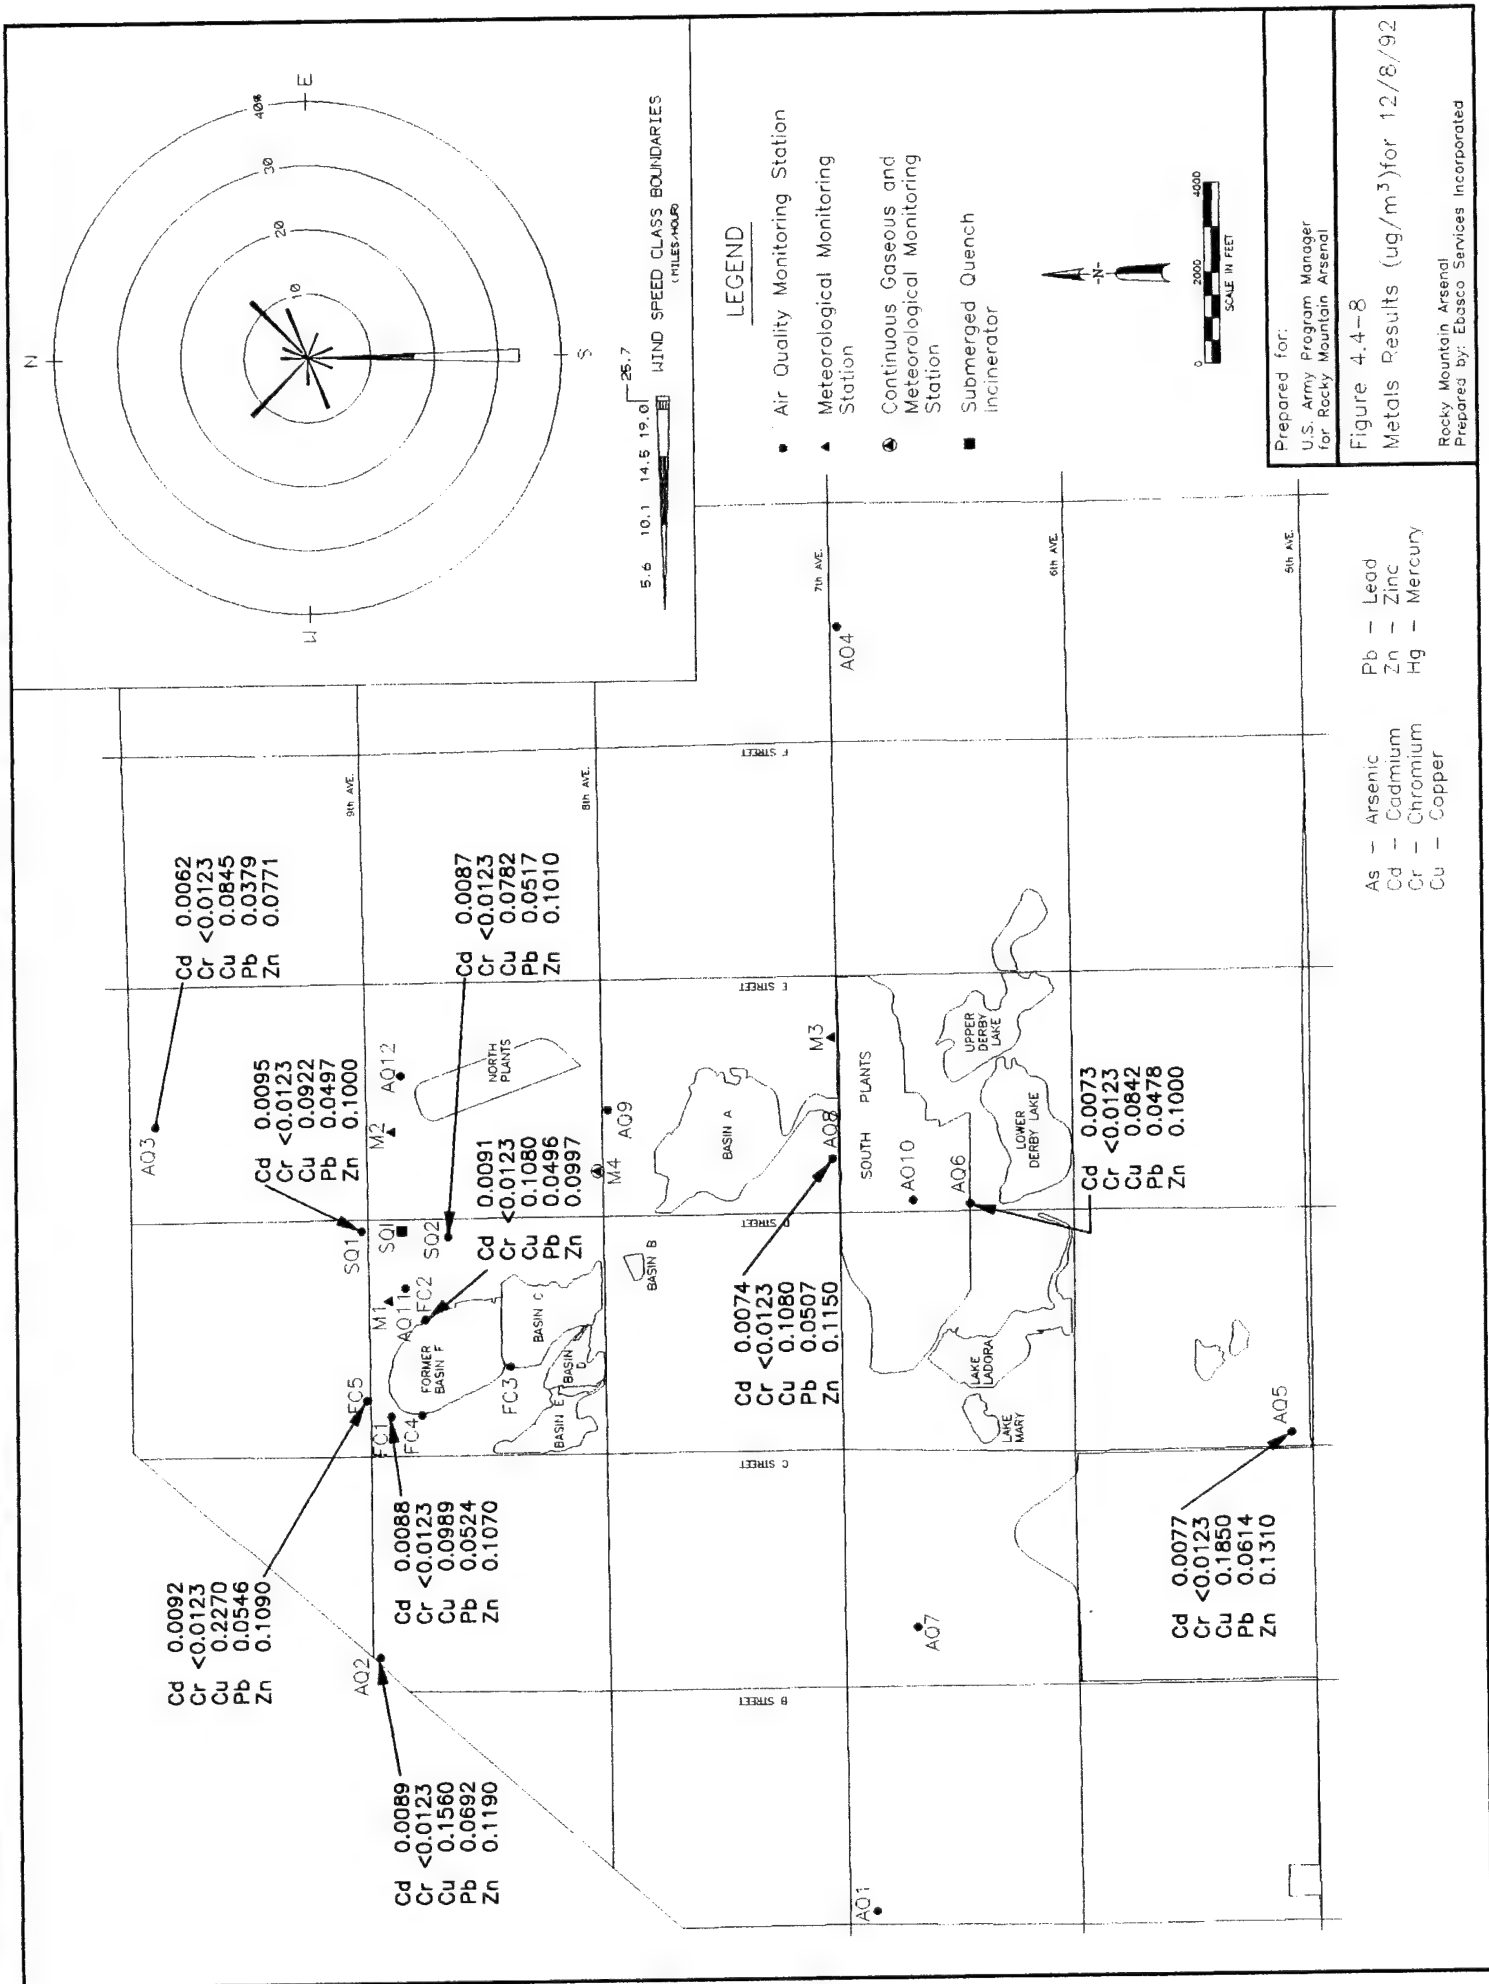 N
E
S
W
10
20
30
40%
5.6 10.1 14.5 19.0 25.7
WIND SPEED CLASS BOUNDARIES
(MILES/HOUR)
LEGEND
Air Quality Monitoring Station
Meteorological Monitoring
Station
Continuous Gaseous and
Meteorological Monitoring
Station
Submerged Quench
Incinerator
-N-
0 2000 4000
SCALE IN FEET
Prepared for:
U.S. Army Program Manager
for Rocky Mountain Arsenal
Figure 4.4-8
Metals Results (ug/m³)for 12/8/92
Rocky Mountain Arsenal
Prepared by: Ebasco Services Incorporated
AQ3
Cd 0.0062
Cr <0.0123
Cu 0.0845
Pb 0.0379
Zn 0.0771
SQ1
Cd 0.0095
Cr <0.0123
Cu 0.0922
Pb 0.0497
Zn 0.1000
SQ2
Cd 0.0087
Cr <0.0123
Cu 0.0782
Pb 0.0517
Zn 0.1010
FC2
Cd 0.0091
Cr <0.0123
Cu 0.1080
Pb 0.0496
Zn 0.0997
FC5
Cd 0.0092
Cr <0.0123
Cu 0.2270
Pb 0.0546
Zn 0.1090
FC1
Cd 0.0088
Cr <0.0123
Cu 0.0989
Pb 0.0524
Zn 0.1070
AQ2
Cd 0.0089
Cr <0.0123
Cu 0.1560
Pb 0.0692
Zn 0.1190
AQ8
Cd 0.0074
Cr <0.0123
Cu 0.1080
Pb 0.0507
Zn 0.1150
AQ6
Cd 0.0073
Cr <0.0123
Cu 0.0842
Pb 0.0478
Zn 0.1000
AQ5
Cd 0.0077
Cr <0.0123
Cu 0.1850
Pb 0.0614
Zn 0.1310
SQI
M1
M2
M3
M4
AQ11
AQ12
AQ9
AQ10
AQ4
AQ7
AQ1
FC3
FC4
FORMER
BASIN F
BASIN C
BASIN
D
BASIN E
BASIN B
BASIN A
NORTH
PLANTS
SOUTH PLANTS
UPPER
DERBY
LAKE
LOWER
DERBY LAKE
LAKE
LADORA
LAKE
MARY
9th AVE.
8th AVE.
7th AVE.
6th AVE.
5th AVE.
B STREET
C STREET
D STREET
E STREET
F STREET
As - Arsenic
Cd - Cadmium
Cr - Chromium
Cu - Copper
Pb - Lead
Zn - Zinc
Hg - Mercury